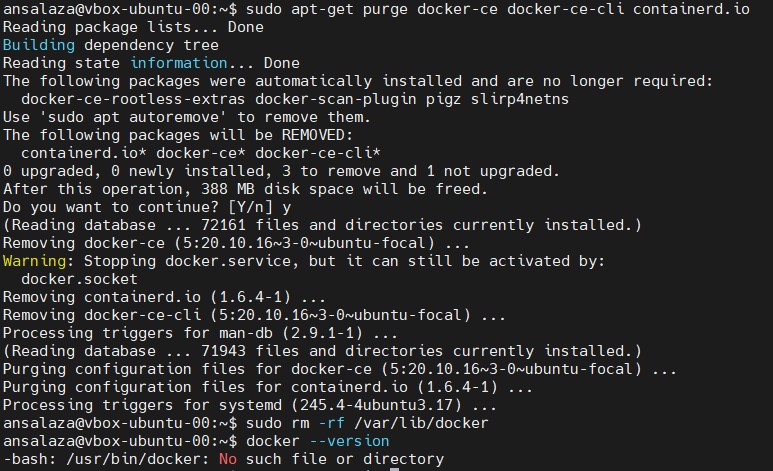 ansalaza@vbox-ubuntu-00:~$ sudo apt-get purge docker-ce docker-ce-cli containerd.io
Reading package lists... Done
Building dependency tree
Reading state information... Done
The following packages were automatically installed and are no longer required:
  docker-ce-rootless-extras docker-scan-plugin pigz slirp4netns
Use 'sudo apt autoremove' to remove them.
The following packages will be REMOVED:
  containerd.io* docker-ce* docker-ce-cli*
0 upgraded, 0 newly installed, 3 to remove and 1 not upgraded.
After this operation, 388 MB disk space will be freed.
Do you want to continue? [Y/n] y
(Reading database ... 72161 files and directories currently installed.)
Removing docker-ce (5:20.10.16~3-0~ubuntu-focal) ...
Warning: Stopping docker.service, but it can still be activated by:
  docker.socket
Removing containerd.io (1.6.4-1) ...
Removing docker-ce-cli (5:20.10.16~3-0~ubuntu-focal) ...
Processing triggers for man-db (2.9.1-1) ...
(Reading database ... 71943 files and directories currently installed.)
Purging configuration files for docker-ce (5:20.10.16~3-0~ubuntu-focal) ...
Purging configuration files for containerd.io (1.6.4-1) ...
Processing triggers for systemd (245.4-4ubuntu3.17) ...
ansalaza@vbox-ubuntu-00:~$ sudo rm -rf /var/lib/docker
ansalaza@vbox-ubuntu-00:~$ docker --version
-bash: /usr/bin/docker: No such file or directory